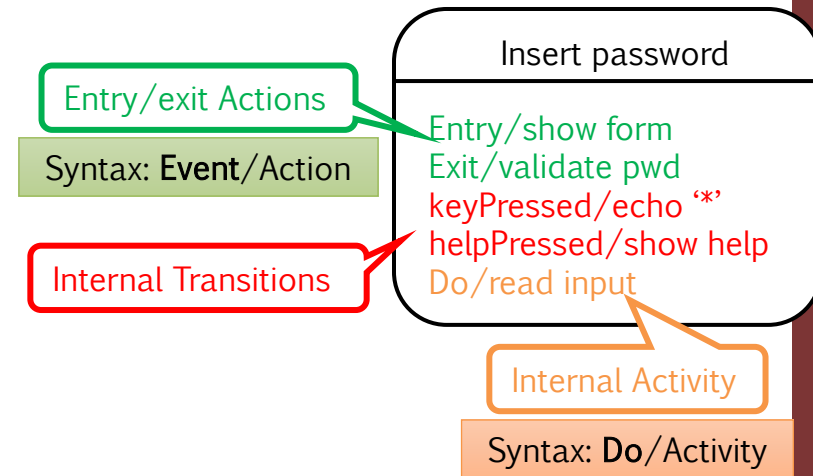 Insert password
Entry/exit Actions
Syntax: Event/Action
Entry/show form
Exit/validate pwd
keyPressed/echo ‘*’
helpPressed/show help
Do/read input
Internal Transitions
Internal Activity
Syntax: Do/Activity